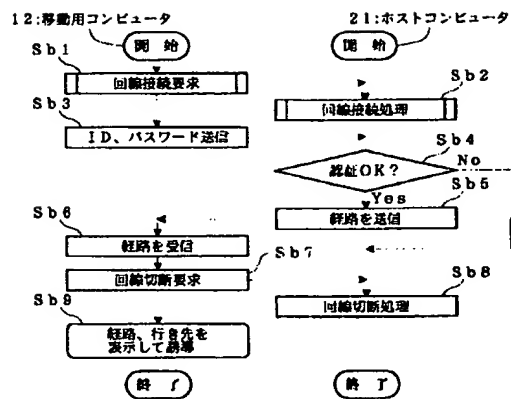 12:移動用コンピュータ
21:ホストコンピュータ
開 始
開 始
Sb1
回線接続要求
Sb2
回線接続処理
Sb3
ID、パスワード送信
Sb4
認証OK?
No
Yes
Sb5
経路を送信
Sb6
経路を受信
Sb7
回線切断要求
Sb8
回線切断処理
Sb9
経路、行き先を
表示して誘導
終 了
終 了